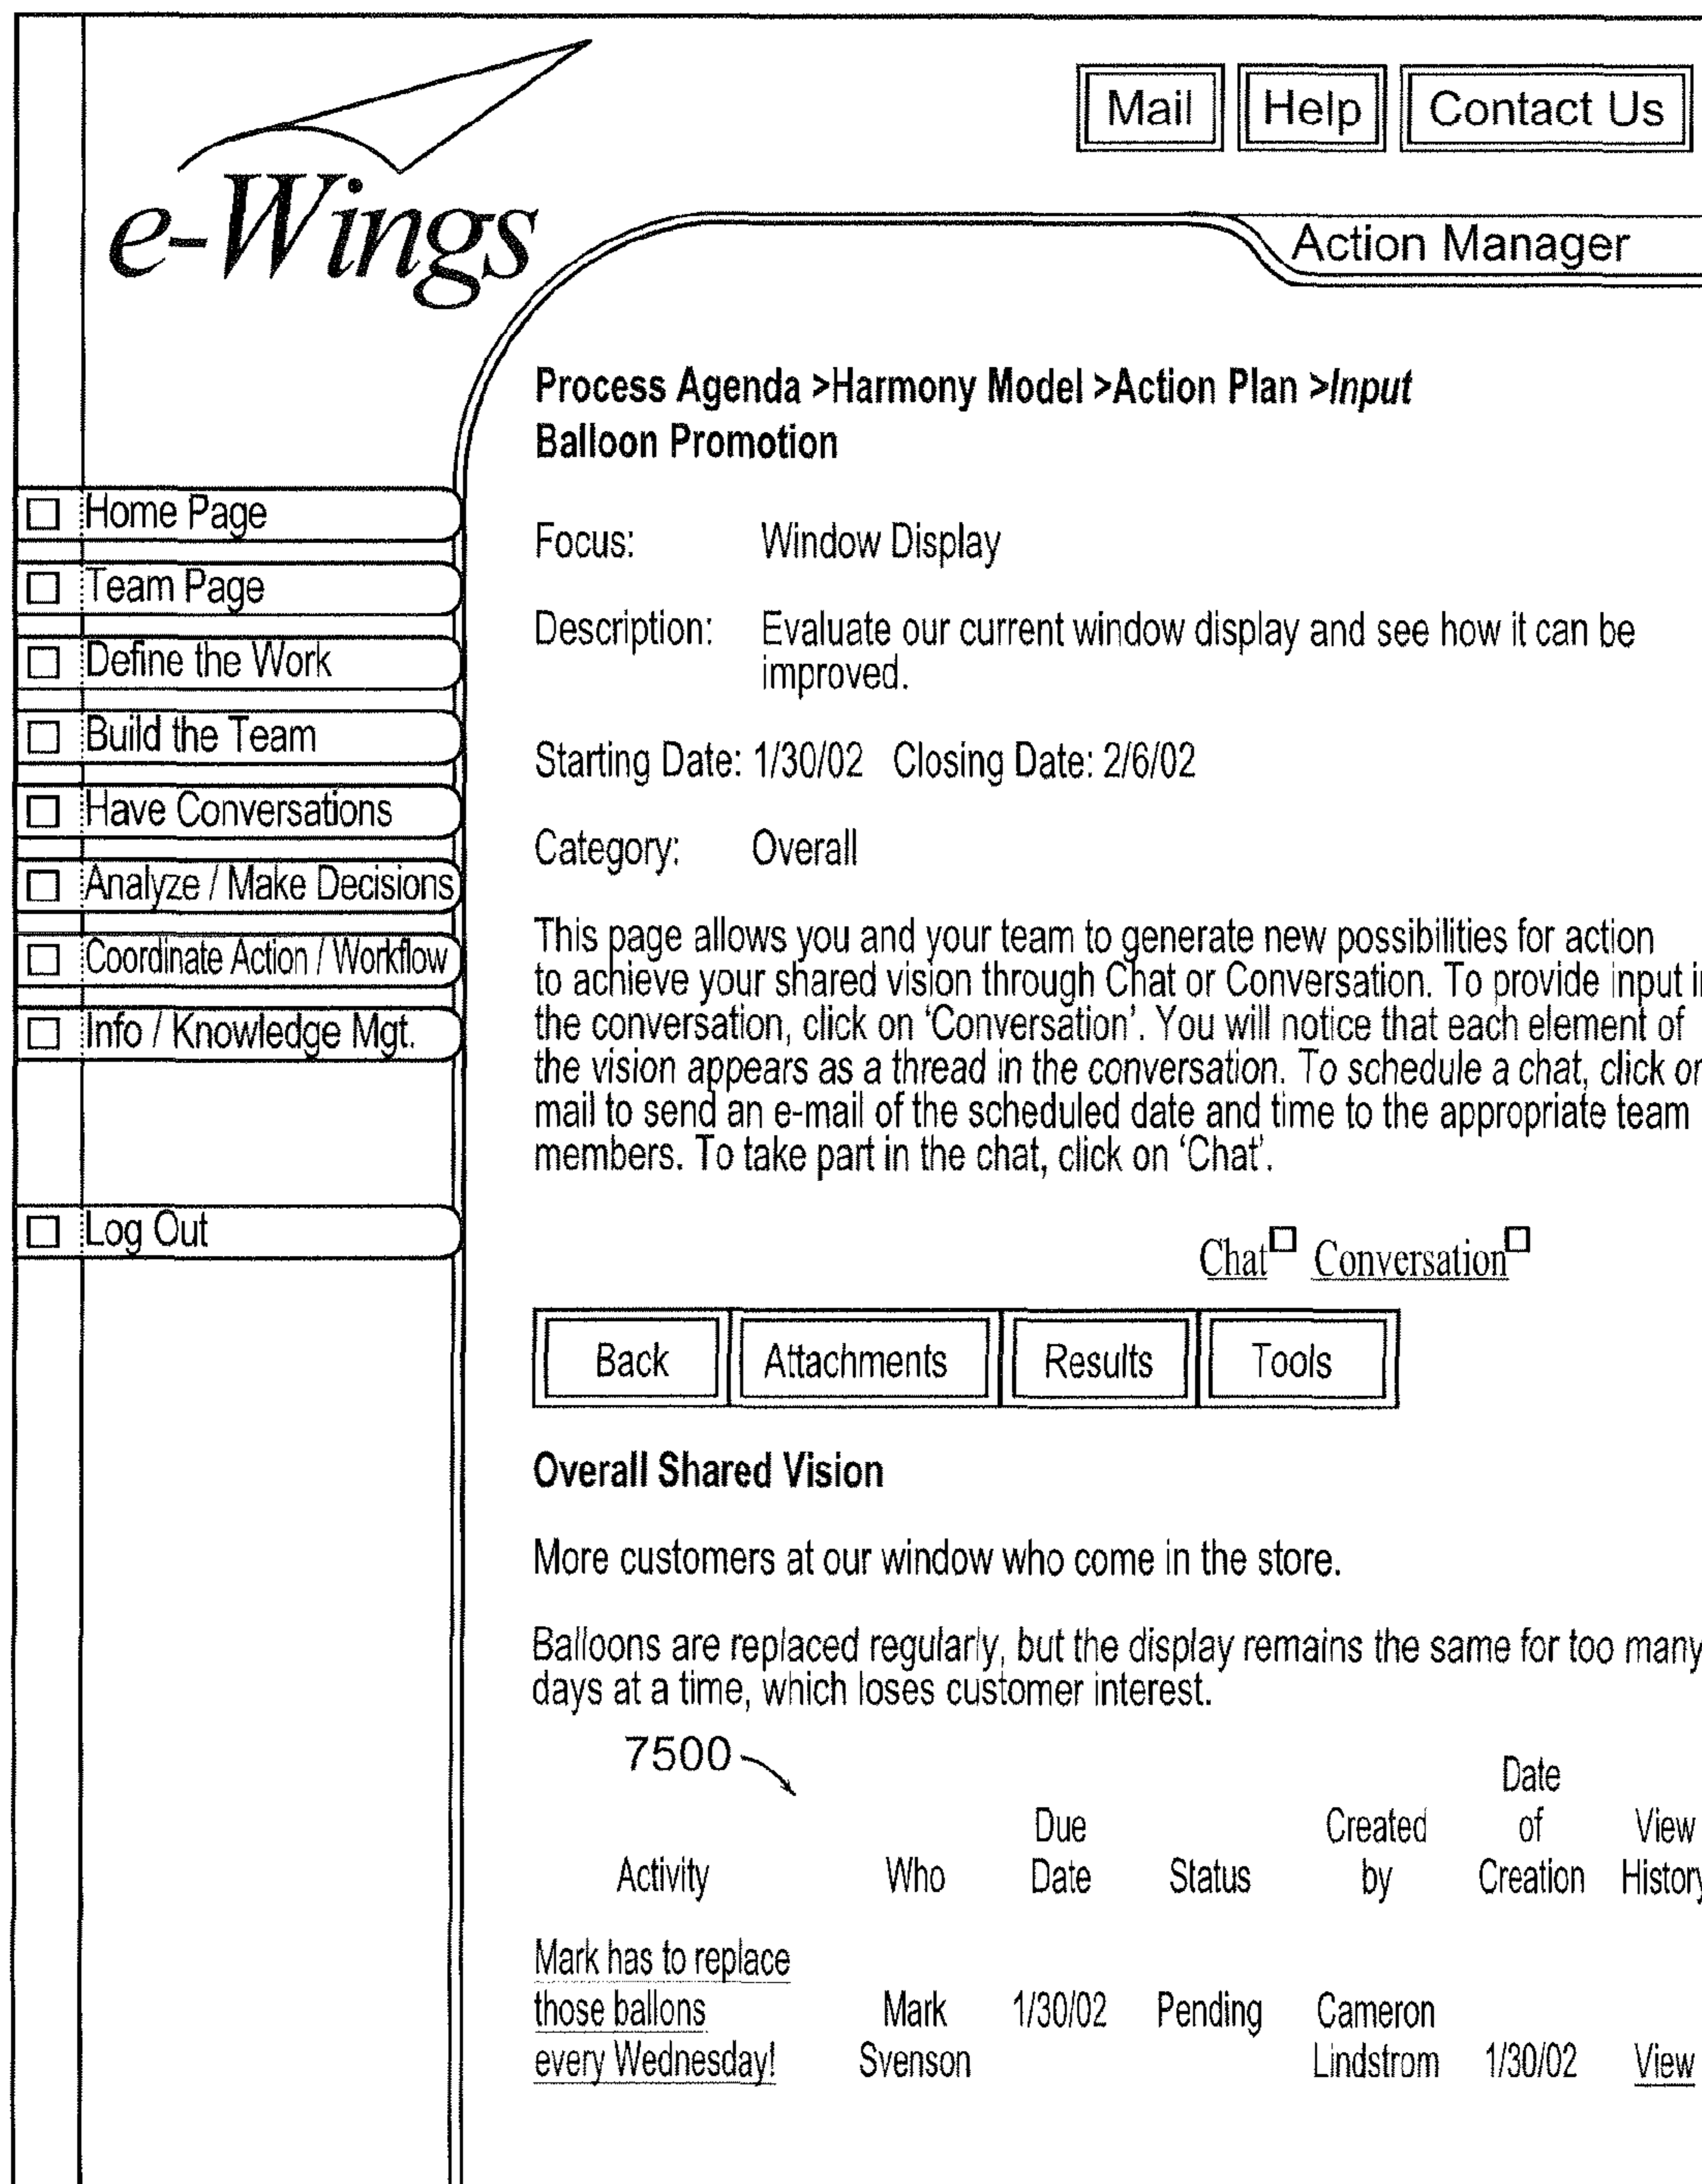 Mail Help Contact Us
e-Wings
Action Manager
Process Agenda >Harmony Model >Action Plan >Input
Balloon Promotion
Home Page
Team Page
Define the Work
Build the Team
Have Conversations
Analyze / Make Decisions
Coordinate Action / Workflow
Info / Knowledge Mgt.
Log Out
Focus: Window Display
Description: Evaluate our current window display and see how it can be
improved.
Starting Date: 1/30/02 Closing Date: 2/6/02
Category: Overall
This page allows you and your team to generate new possibilities for action
to achieve your shared vision through Chat or Conversation. To provide input
the conversation, click on ‘Conversation’. You will notice that each element of
the vision appears as a thread in the conversation. To schedule a chat, click
mail to send an e-mail of the scheduled date and time to the appropriate team
members. To take part in the chat, click on ‘Chat’.
Chat Conversation
Back Attachments Results Tools
Overall Shared Vision
More customers at our window who come in the store.
Balloons are replaced regularly, but the display remains the same for too many
days at a time, which loses customer interest.
7500
Date
Due Created of View
Activity Who Date Status by Creation History
Mark has to replace
those ballons Mark 1/30/02 Pending Cameron
every Wednesday! Svenson Lindstrom 1/30/02 View